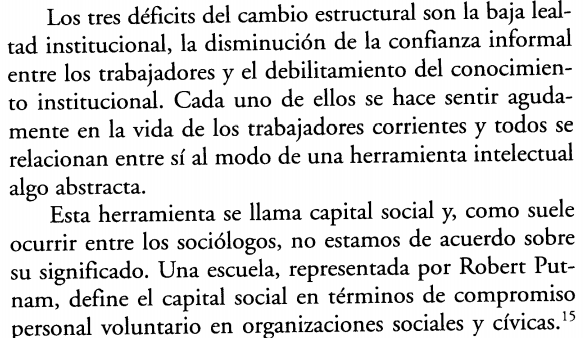 Los tres déficits del cambio estructural son la baja leal-
tad institucional, la disminución de la confianza informal
entre los trabajadores y el debilitamiento del conocimien-
to institucional. Cada uno de ellos se hace sentir aguda-
mente en la vida de los trabajadores corrientes y todos se
relacionan entre sí al modo de una herramienta intelectual
algo abstracta.
Esta herramienta se llama capital social y, como suele
ocurrir entre los sociólogos, no estamos de acuerdo sobre
su significado. Una escuela, representada por Robert Put-
nam, define el capital social en términos de compromiso
personal voluntario en organizaciones sociales y cívicas.¹⁵